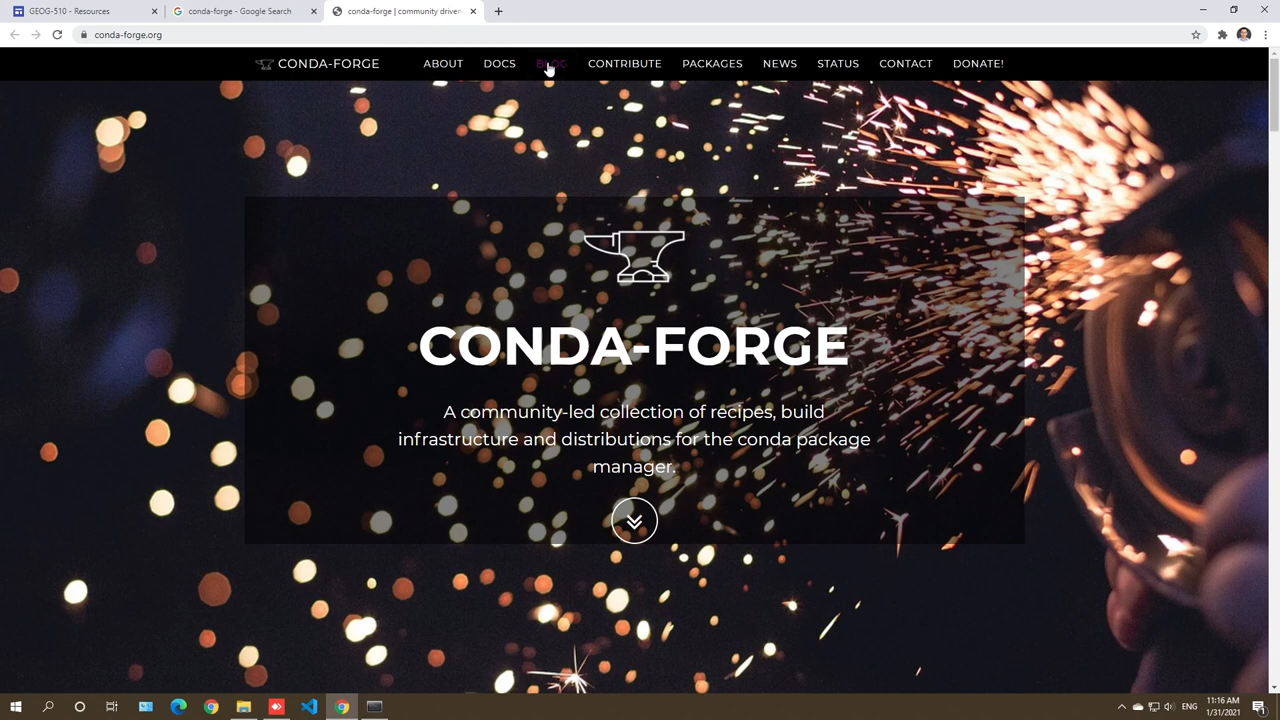 GEOG-510 - Resources
conda-forge - Google Search
conda-forge | community driven
conda-forge.org
CONDA-FORGE
ABOUT
DOCS
BLOG
CONTRIBUTE
PACKAGES
NEWS
STATUS
CONTACT
DONATE!
CONDA-FORGE
A community-led collection of recipes, build
infrastructure and distributions for the conda package
manager.
ENG
11:16 AM
1/31/2021